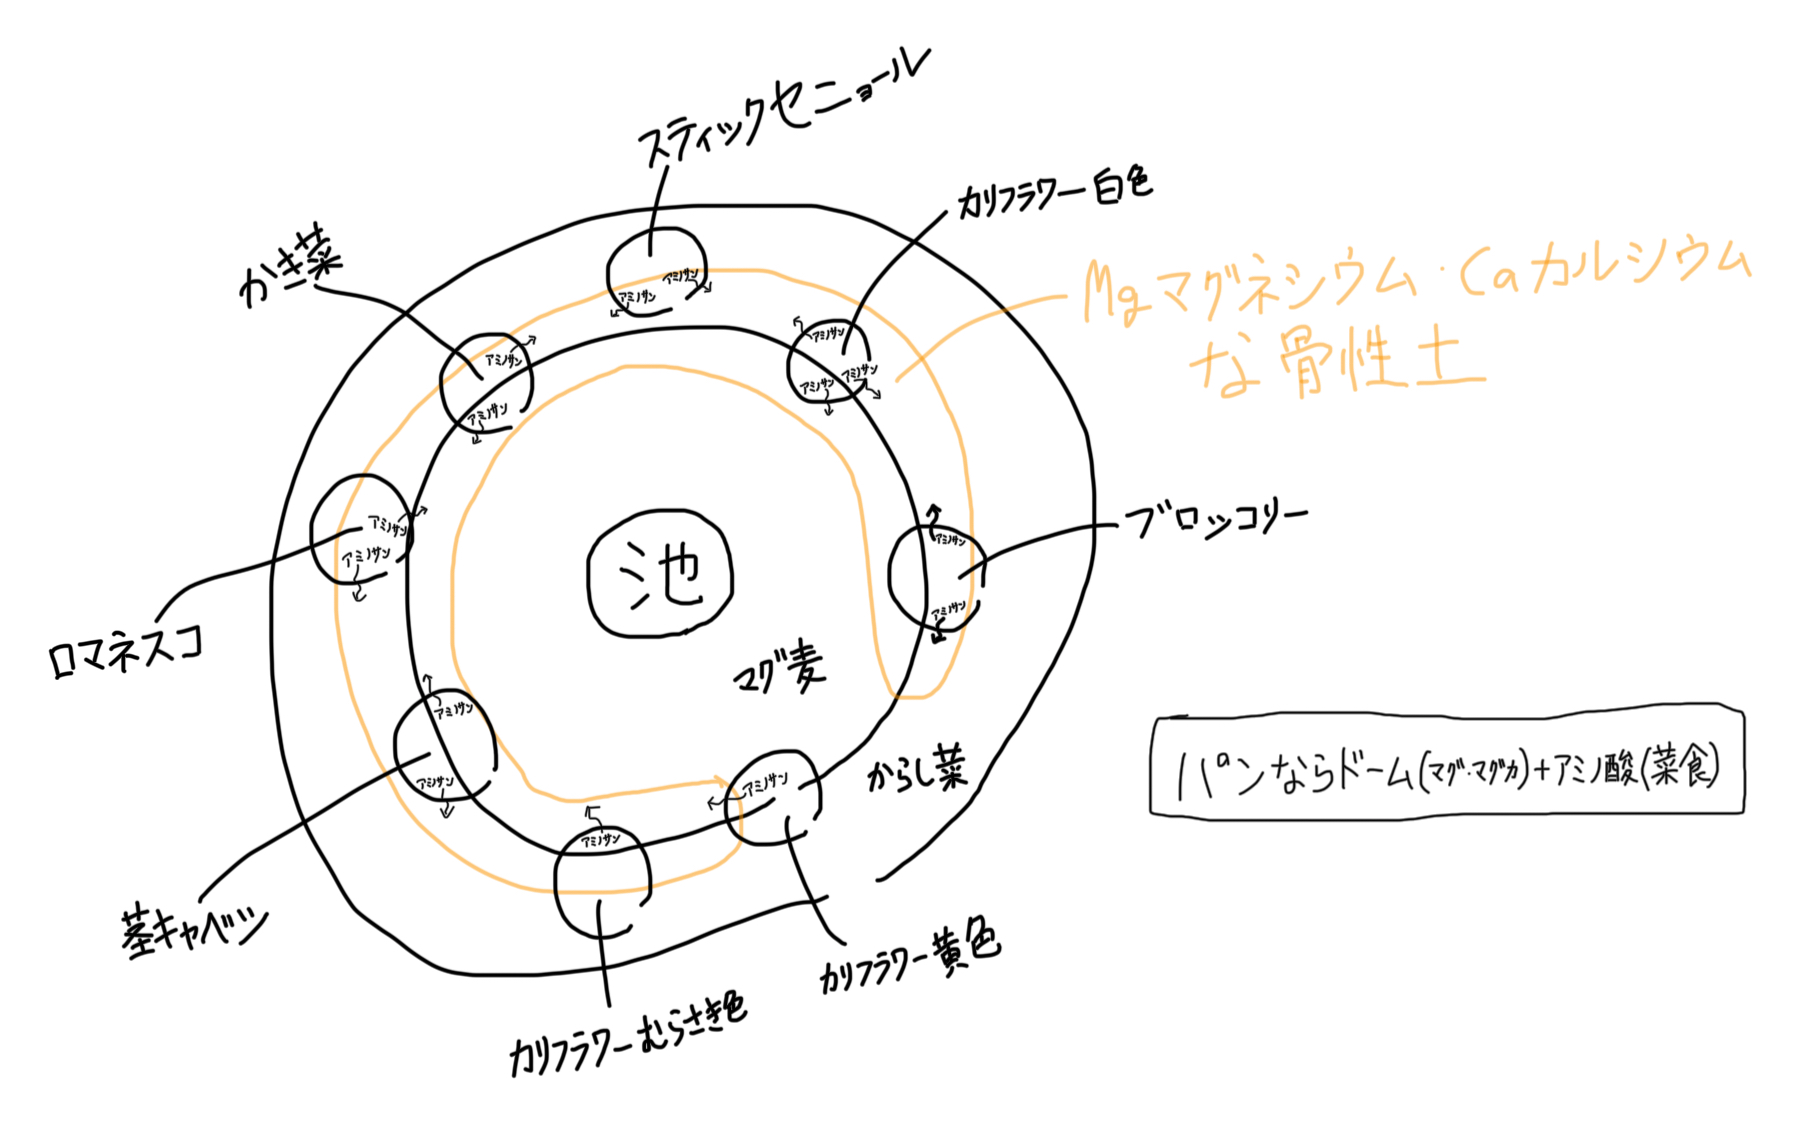 スティックセニョール
カリフラワー白色
かき菜
Mgマグネシウム・Caカルシウム
な骨性土
アミノサン
アミノサン
アミノサン
アミノサン
アミノサン
アミノサン
アミノサン
ブロッコリー
アミノサン
アミノサン
アミノサン
アミノサン
池
ロマネスコ
マグ麦
アミノサン
アミノサン
からし菜
アミノサン
アミノサン
パンならドーム(マグ・マグカ)+アミノ酸(菜食)
茎キャベツ
カリフラワー黄色
カリフラワーむらさき色